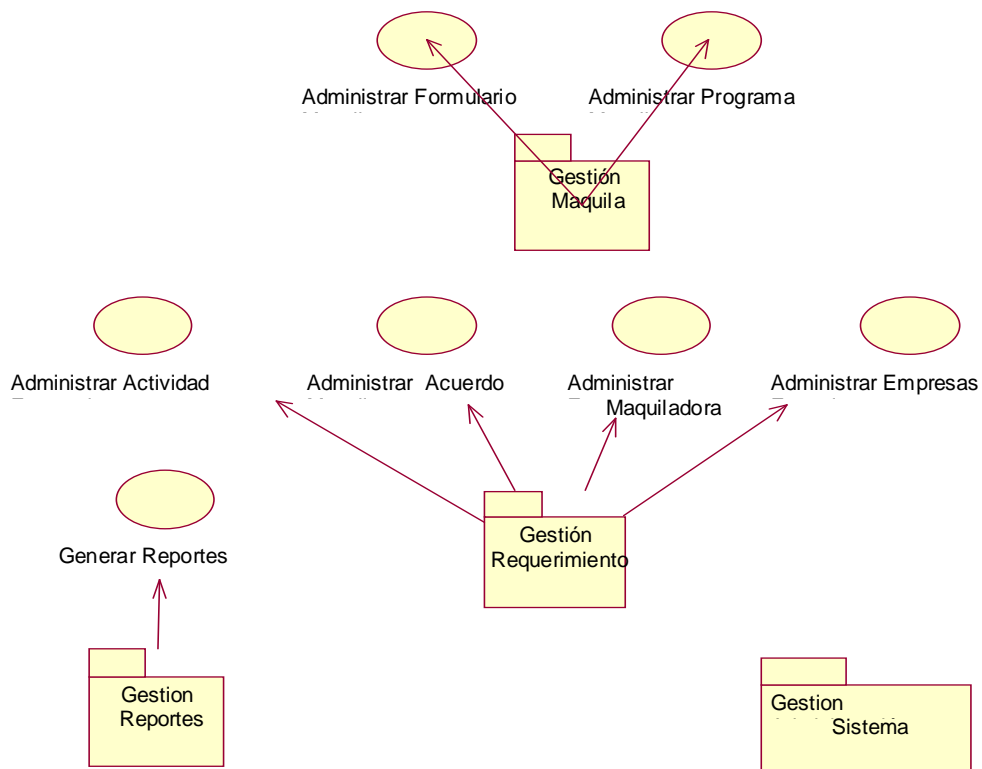 Administrar Formulario
Administrar Programa
Gestión
Maquila
Administrar Actividad
Administrar Acuerdo
Administrar
Maquiladora
Administrar Empresas
Generar Reportes
Gestión
Requerimiento
Gestion
Reportes
Gestion
Sistema